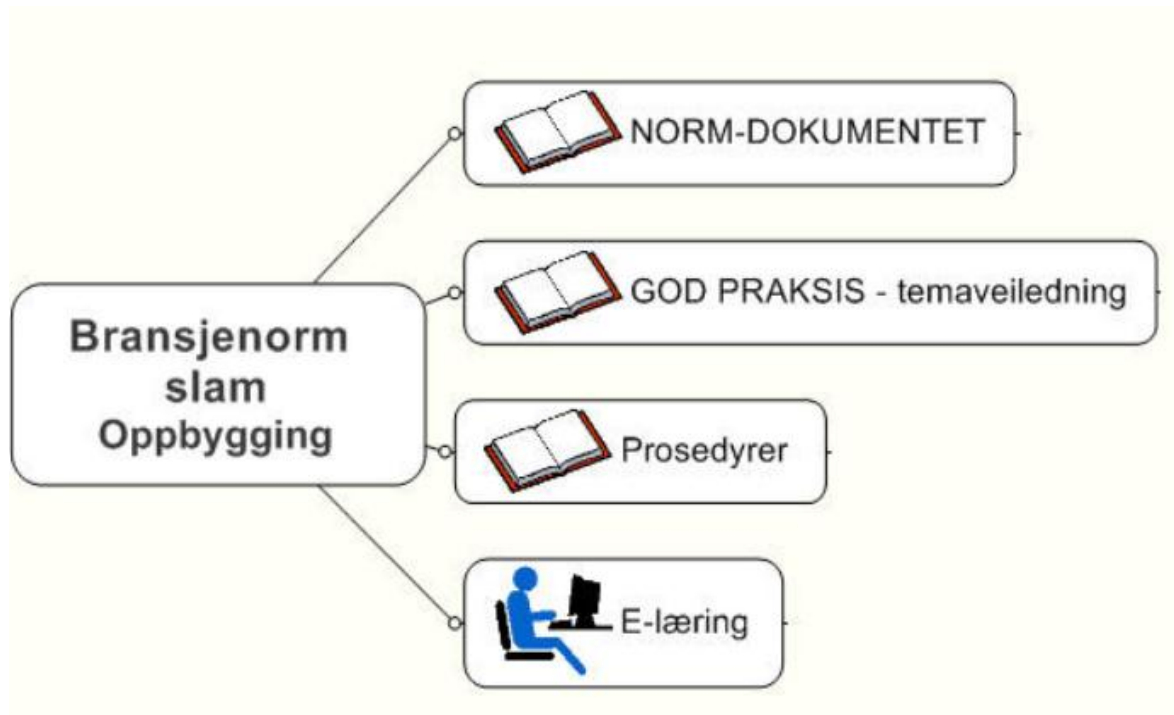 Bransjenorm
slam
Oppbygging
NORM-DOKUMENTET
GOD PRAKSIS - temaveiledning
Prosedyrer
E-læring